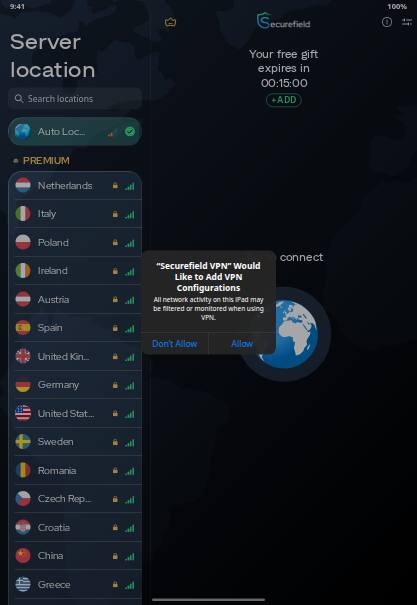 9:41
100%
Server
location
Search locations
Auto Loc...
PREMIUM
Netherlands
Italy
Poland
Ireland
Austria
Spain
United Kin...
Germany
United Stat...
Sweden
Romania
Czech Rep...
Croatia
China
Greece
Securefield
Your free gift
expires in
00:15:00
+ADD
connect
“Securefield VPN” Would
Like to Add VPN
Configurations
All network activity on this iPad may
be filtered or monitored when using
VPN.
Don't Allow
Allow